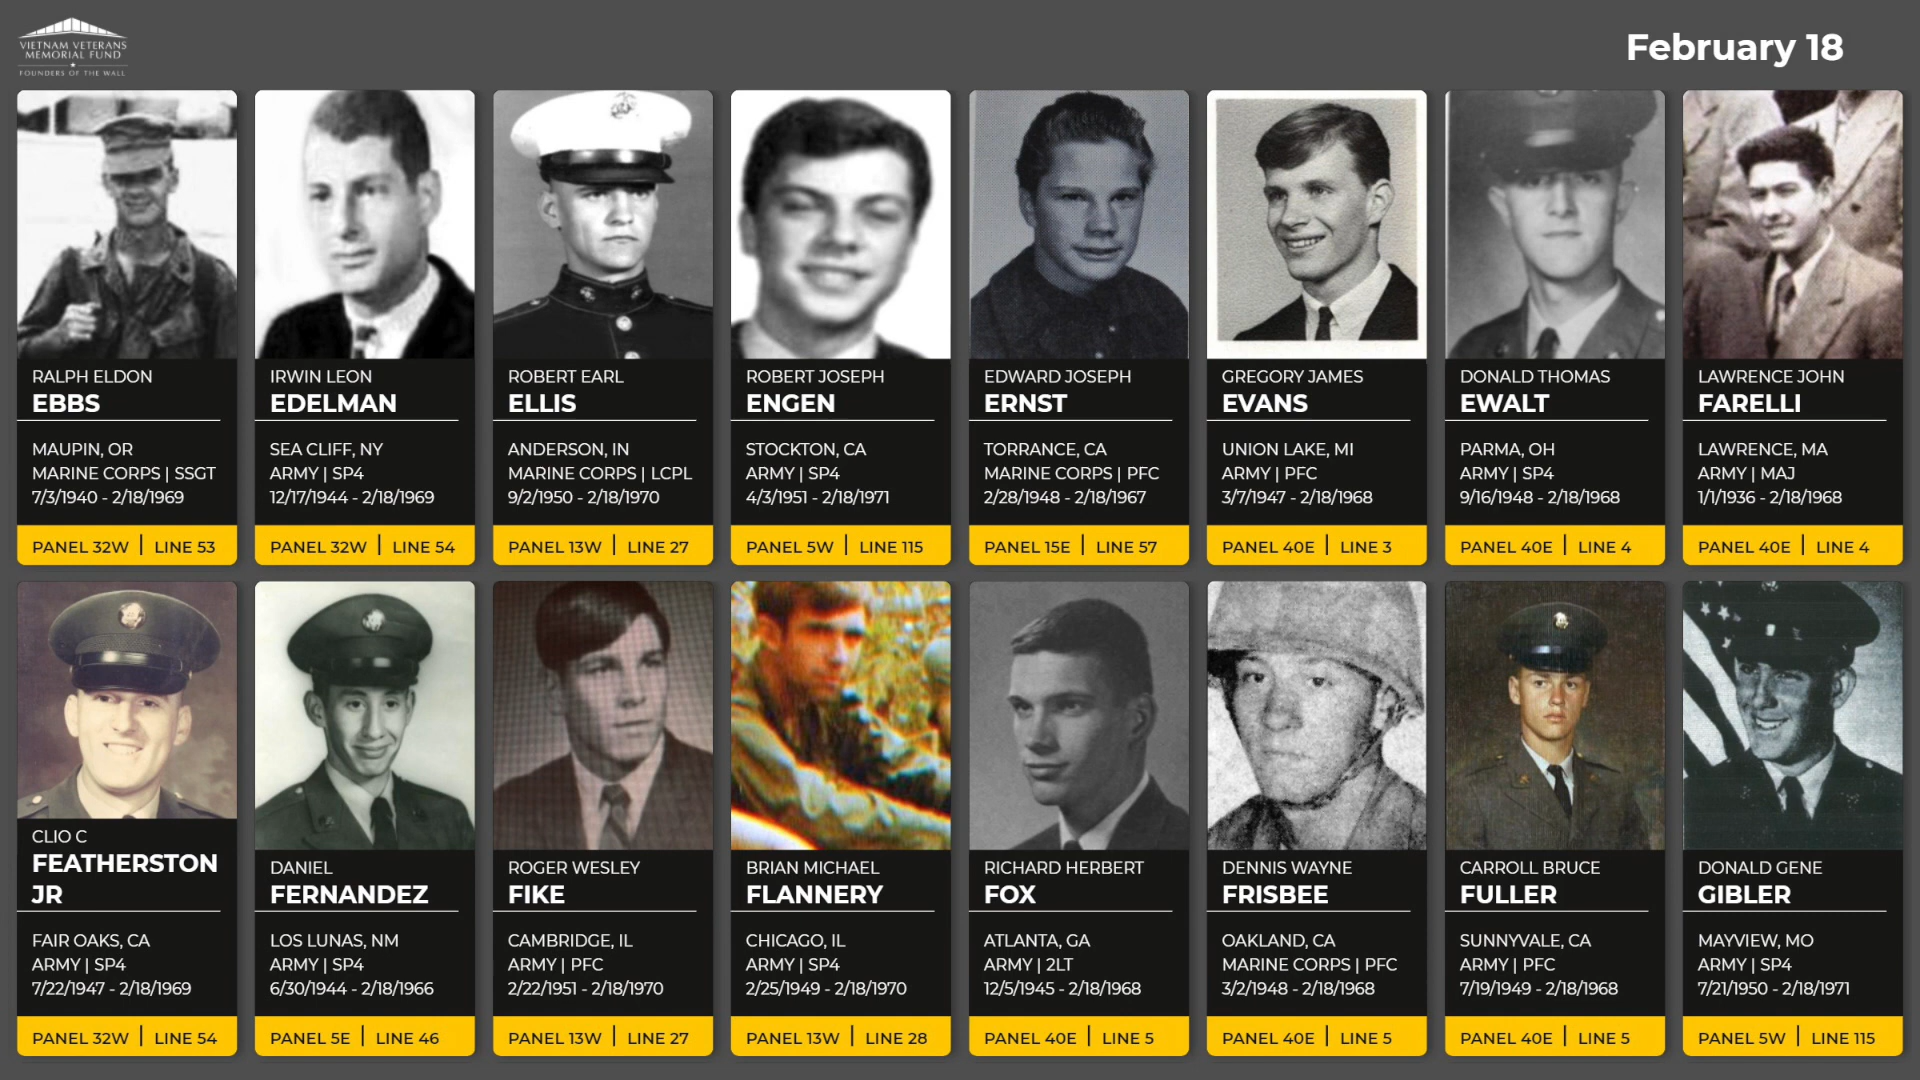 VIETNAM VETERANS
MEMORIAL FUND
FOUNDERS OF THE WALL
February 18
RALPH ELDON
EBBS
MAUPIN, OR
MARINE CORPS | SSGT
7/3/1940 - 2/18/1969
PANEL 32W | LINE 53
IRWIN LEON
EDELMAN
SEA CLIFF, NY
ARMY | SP4
12/17/1944 - 2/18/1969
PANEL 32W | LINE 54
ROBERT EARL
ELLIS
ANDERSON, IN
MARINE CORPS | LCPL
9/2/1950 - 2/18/1970
PANEL 13W | LINE 27
ROBERT JOSEPH
ENGEN
STOCKTON, CA
ARMY | SP4
4/3/1951 - 2/18/1971
PANEL 5W | LINE 115
EDWARD JOSEPH
ERNST
TORRANCE, CA
MARINE CORPS | PFC
2/28/1948 - 2/18/1967
PANEL 15E | LINE 57
GREGORY JAMES
EVANS
UNION LAKE, MI
ARMY | PFC
3/7/1947 - 2/18/1968
PANEL 40E | LINE 3
DONALD THOMAS
EWALT
PARMA, OH
ARMY | SP4
9/16/1948 - 2/18/1968
PANEL 40E | LINE 4
LAWRENCE JOHN
FARELLI
LAWRENCE, MA
ARMY | MAJ
1/1/1936 - 2/18/1968
PANEL 40E | LINE 4
CLIO C
FEATHERSTON
JR
FAIR OAKS, CA
ARMY | SP4
7/22/1947 - 2/18/1969
PANEL 32W | LINE 54
DANIEL
FERNANDEZ
LOS LUNAS, NM
ARMY | SP4
6/30/1944 - 2/18/1966
PANEL 5E | LINE 46
ROGER WESLEY
FIKE
CAMBRIDGE, IL
ARMY | PFC
2/22/1951 - 2/18/1970
PANEL 13W | LINE 27
BRIAN MICHAEL
FLANNERY
CHICAGO, IL
ARMY | SP4
2/25/1949 - 2/18/1970
PANEL 13W | LINE 28
RICHARD HERBERT
FOX
ATLANTA, GA
ARMY | 2LT
12/5/1945 - 2/18/1968
PANEL 40E | LINE 5
DENNIS WAYNE
FRISBEE
OAKLAND, CA
MARINE CORPS | PFC
3/2/1948 - 2/18/1968
PANEL 40E | LINE 5
CARROLL BRUCE
FULLER
SUNNYVALE, CA
ARMY | PFC
7/19/1949 - 2/18/1968
PANEL 40E | LINE 5
DONALD GENE
GIBLER
MAYVIEW, MO
ARMY | SP4
7/21/1950 - 2/18/1971
PANEL 5W | LINE 115